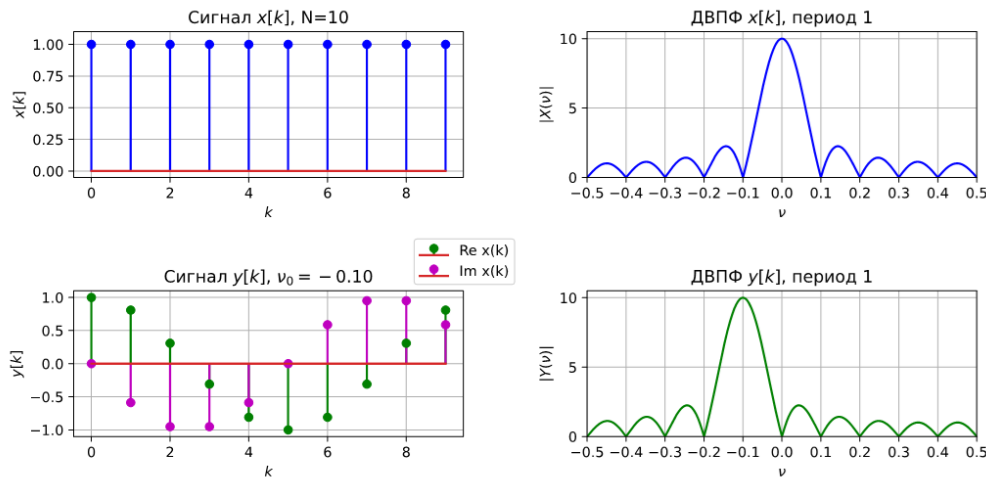 Сигнал x[k], N=10
1.00
0.75
0.50
0.25
0.00
x[k]
0 2 4 6 8
k
ДВПФ x[k], период 1
10
5
0
|X(ν)|
−0.5 −0.4 −0.3 −0.2 −0.1 0.0 0.1 0.2 0.3 0.4 0.5
ν
Re x(k)
Im x(k)
Сигнал y[k], ν₀ = −0.10
1.0
0.5
0.0
−0.5
−1.0
y[k]
0 2 4 6 8
k
ДВПФ y[k], период 1
10
5
0
|Y(ν)|
−0.5 −0.4 −0.3 −0.2 −0.1 0.0 0.1 0.2 0.3 0.4 0.5
ν